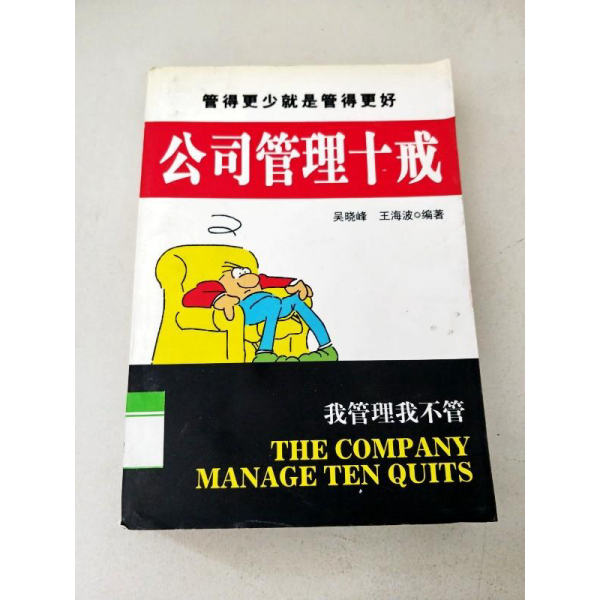 管得更少就是管得更好
公司管理十戒
吴晓峰 王海波○编著
我管理我不管
THE COMPANY
MANAGE TEN QUITS